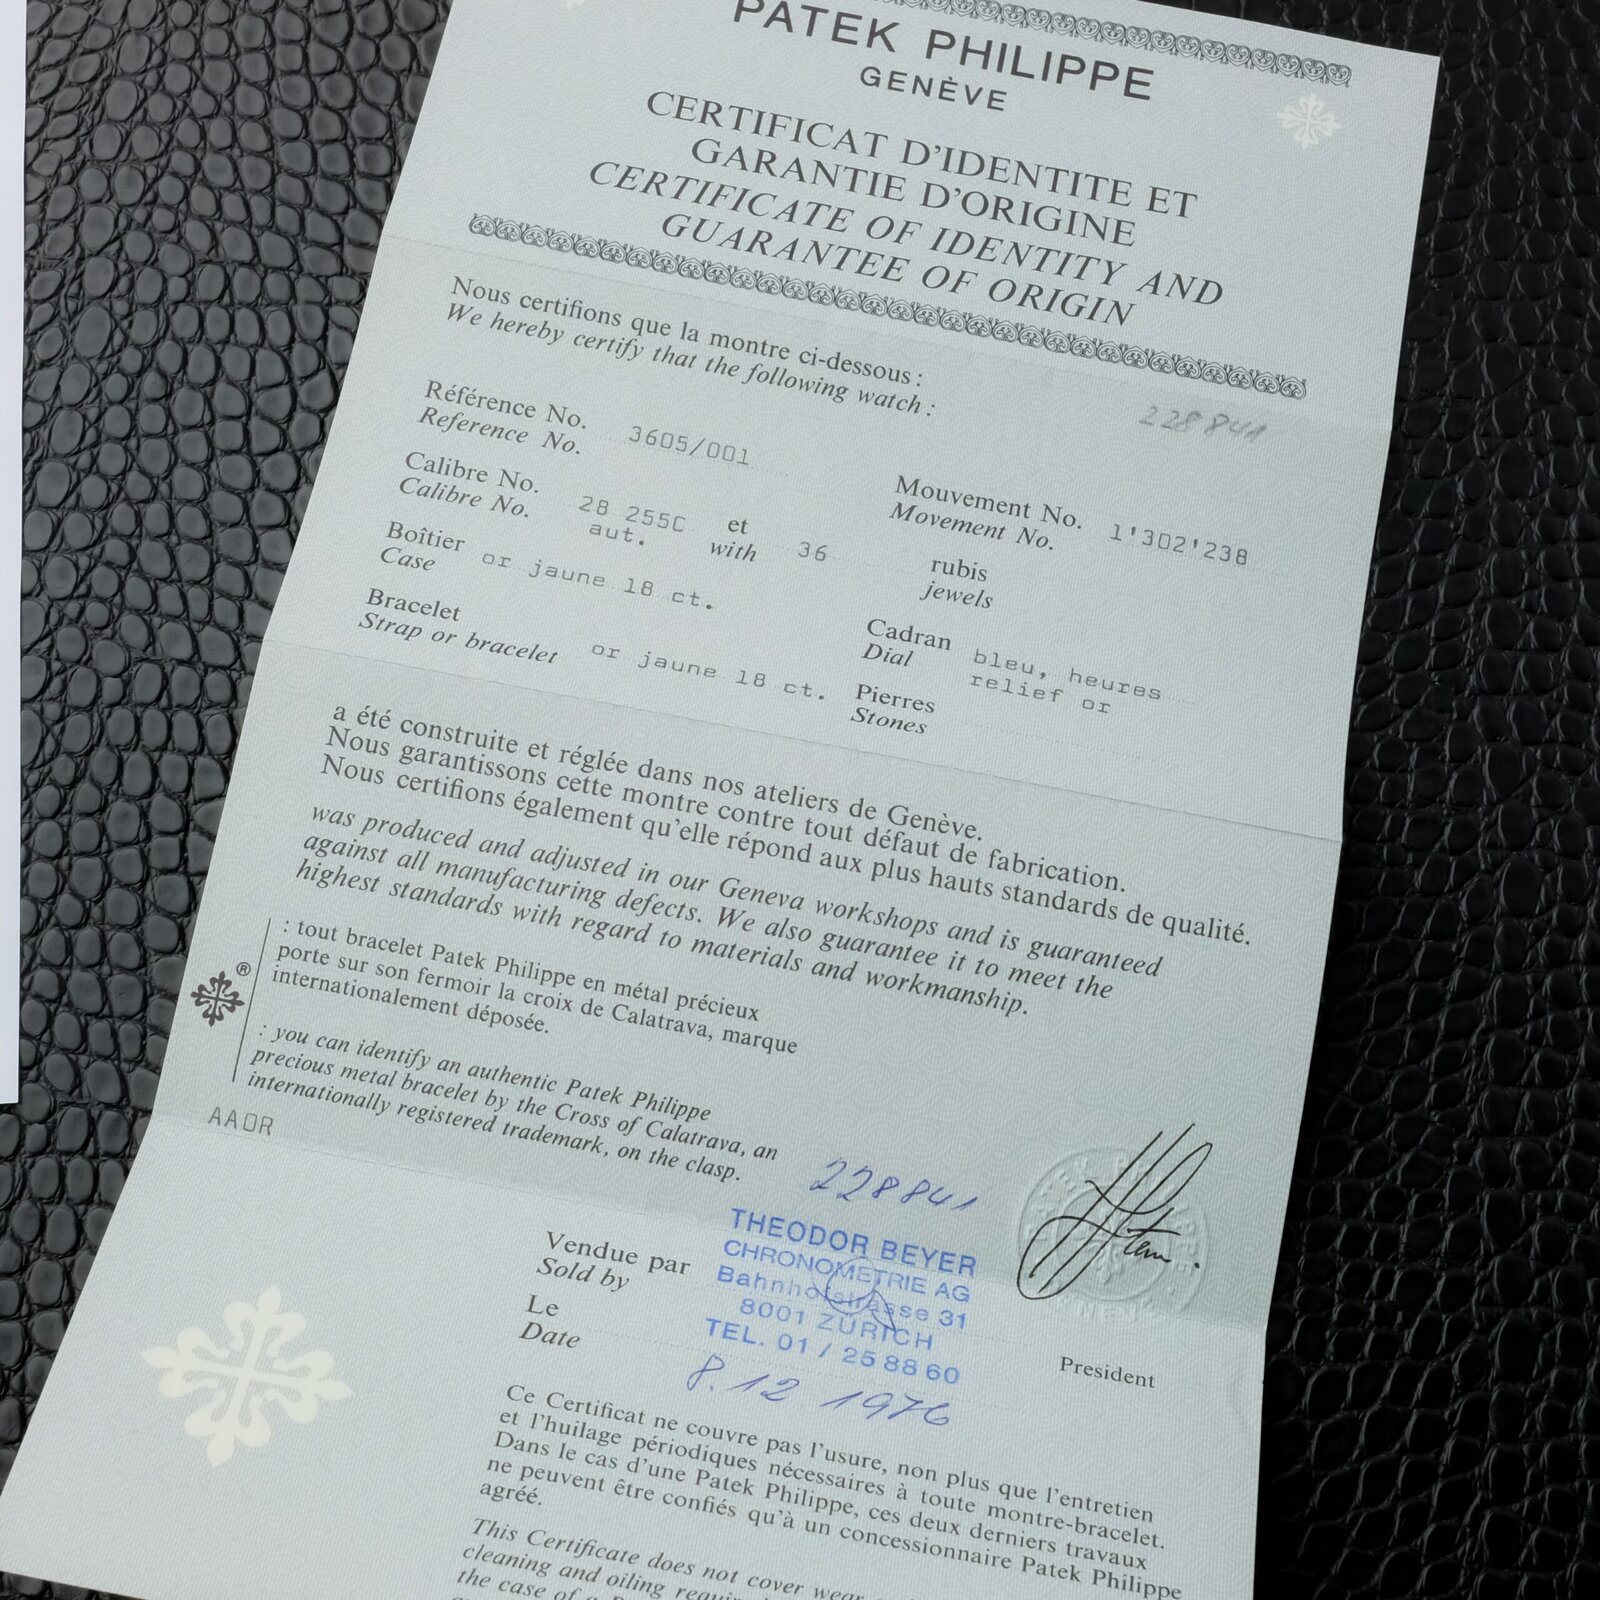 PATEK PHILIPPE
GENÈVE
CERTIFICAT D'IDENTITE ET
GARANTIE D'ORIGINE
CERTIFICATE OF IDENTITY AND
GUARANTEE OF ORIGIN
Nous certifions que la montre ci-dessous :
We hereby certify that the following watch :
228841
Référence No. 3605/001
Reference No.
Mouvement No. 1'302'238
Movement No.
Calibre No. 28 255C et 36 rubis
Calibre No. aut. with jewels
Boîtier or jaune 18 ct.
Case
Cadran bleu, heures
Dial relief or
Bracelet or jaune 18 ct.
Strap or bracelet
Pierres
Stones
a été construite et réglée dans nos ateliers de Genève.
Nous garantissons cette montre contre tout défaut de fabrication.
Nous certifions également qu'elle répond aux plus hauts standards de qualité.
was produced and adjusted in our Geneva workshops and is guaranteed
against all manufacturing defects. We also guarantee it to meet the
highest standards with regard to materials and workmanship.
®
: tout bracelet Patek Philippe en métal précieux
porte sur son fermoir la croix de Calatrava, marque
internationalement déposée.
: you can identify an authentic Patek Philippe
precious metal bracelet by the Cross of Calatrava, an
internationally registered trademark, on the clasp.
AAOR
228841
Vendue par
Sold by
THEODOR BEYER
CHRONOMETRIE AG
Bahnhofstrasse 31
8001 ZÜRICH
TEL. 01 / 25 88 60
Le
Date
8.12 1976
President
Ce Certificat ne couvre pas l'usure, non plus que l'entretien
et l'huilage périodiques nécessaires à toute montre-bracelet.
Dans le cas d'une Patek Philippe, ces deux derniers travaux
ne peuvent être confiés qu'à un concessionnaire Patek Philippe
agréé.
This Certificate does not cover wear
cleaning and oiling
the case of a